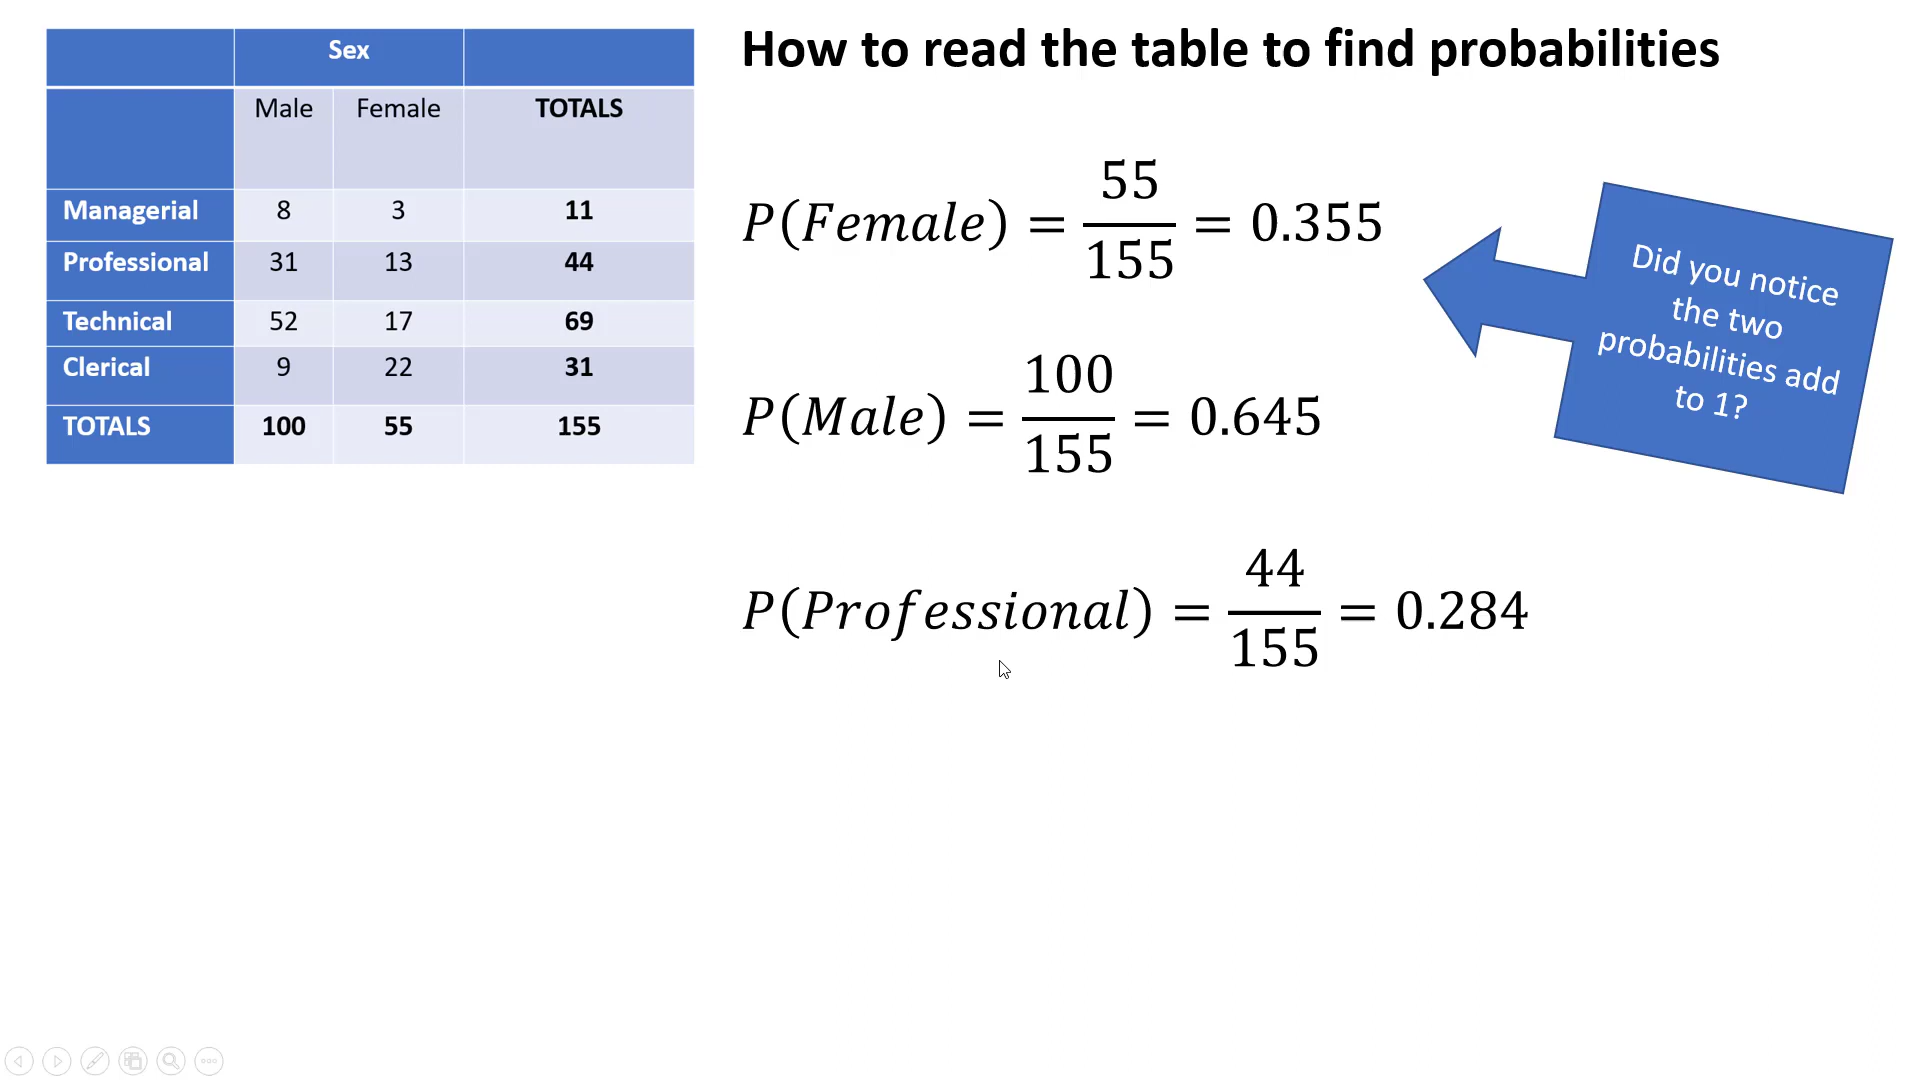 Sex
Male Female TOTALS
Managerial 8 3 11
Professional 31 13 44
Technical 52 17 69
Clerical 9 22 31
TOTALS 100 55 155
How to read the table to find probabilities
P(Female) = 55/155 = 0.355
P(Male) = 100/155 = 0.645
P(Professional) = 44/155 = 0.284
Did you notice
the two
probabilities add
to 1?